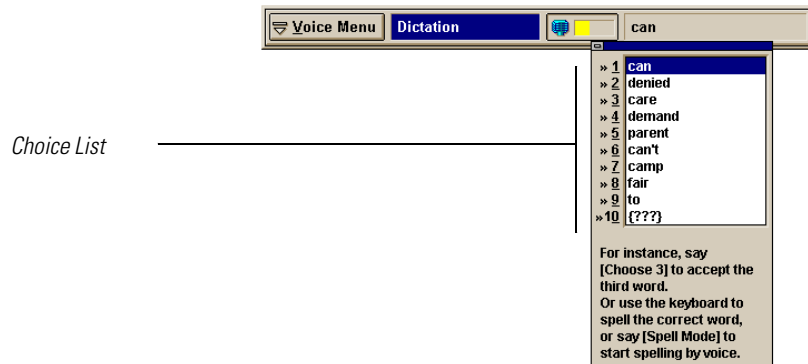 Voice Menu Dictation can
» 1 can
» 2 denied
» 3 care
» 4 demand
» 5 parent
» 6 can't
» 7 camp
» 8 fair
» 9 to
»10 {???}
Choice List
For instance, say
[Choose 3] to accept the
third word.
Or use the keyboard to
spell the correct word,
or say [Spell Mode] to
start spelling by voice.